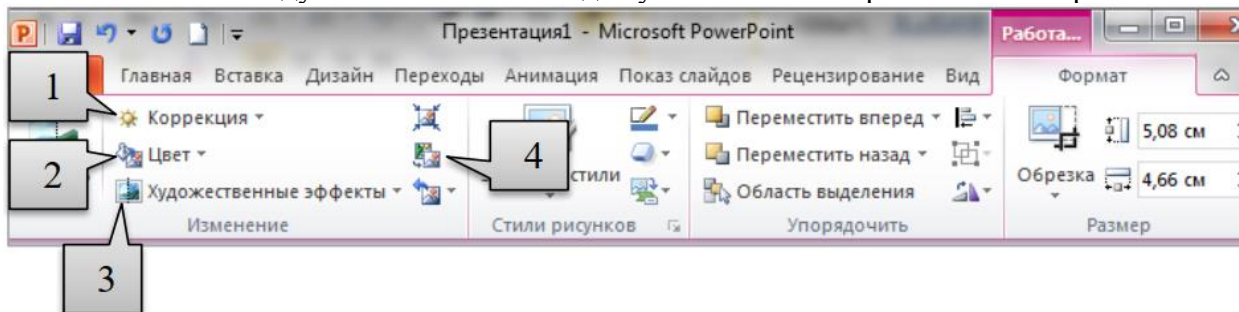 Презентация1 - Microsoft PowerPoint
Работа...
Главная Вставка Дизайн Переходы Анимация Показ слайдов Рецензирование Вид Формат
1
Коррекция
Переместить вперед
5,08 см
2
Цвет
4
Переместить назад
Обрезка
4,66 см
Художественные эффекты
стили
Область выделения
Изменение
Стили рисунков
Упорядочить
Размер
3